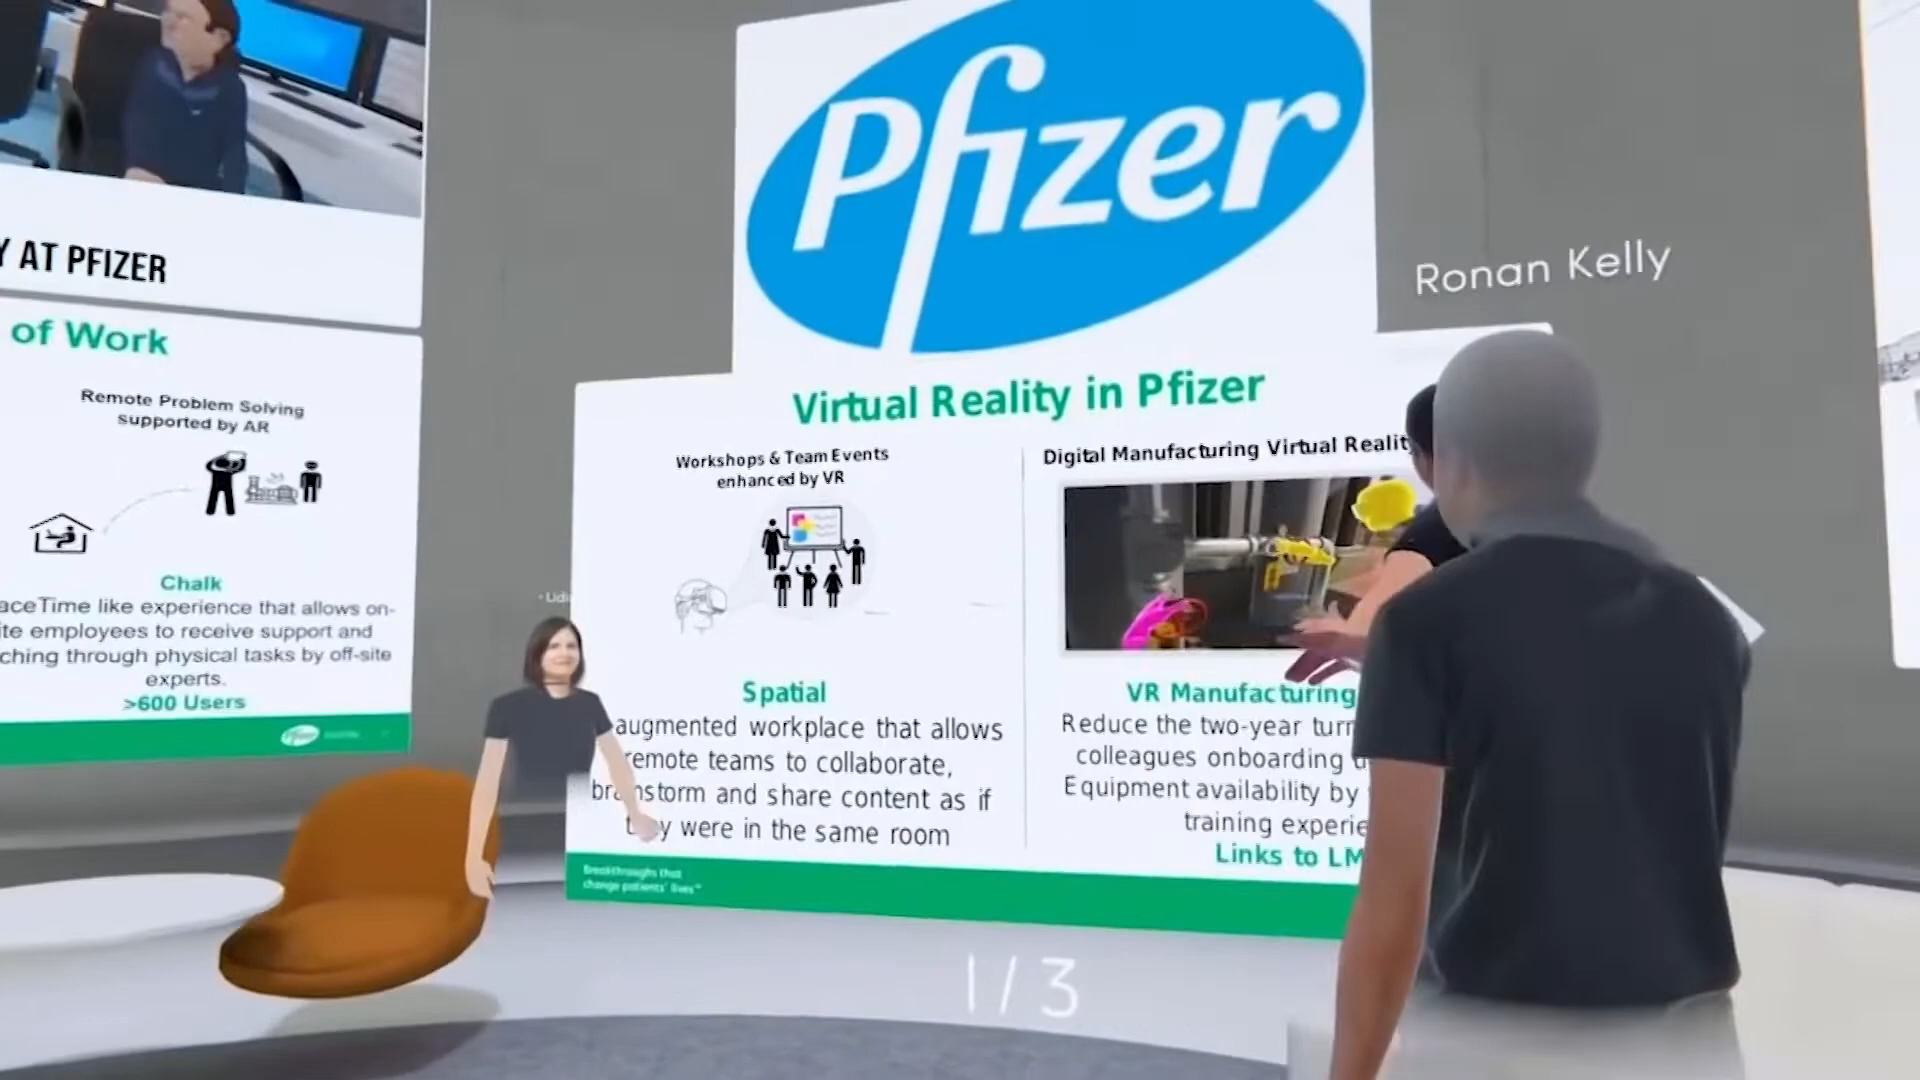 Y AT PFIZER
of Work
Remote Problem Solving
supported by AR
Chalk
aceTime like experience that allows on-
ite employees to receive support and
ching through physical tasks by off-site
experts.
>600 Users
Pfizer
Pfizer
Virtual Reality in Pfizer
Workshops & Team Events
enhanced by VR
Spatial
augmented workplace that allows
remote teams to collaborate,
brainstorm and share content as if
they were in the same room
Breakthroughs that
change patients' lives™
Digital Manufacturing Virtual Realit
VR Manufacturing
Reduce the two-year turn
colleagues onboarding
Equipment availability by
training experie
Links to LM
Ronan Kelly
Udi
1/3